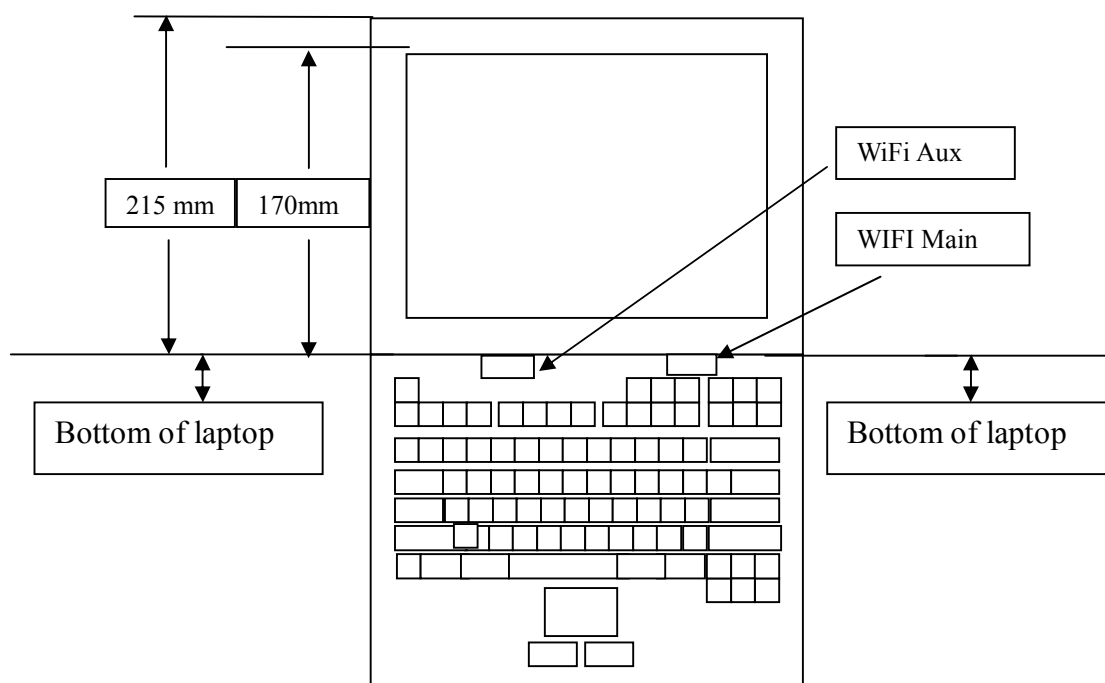 WiFi Aux
215 mm
170mm
WIFI Main
Bottom of laptop
Bottom of laptop